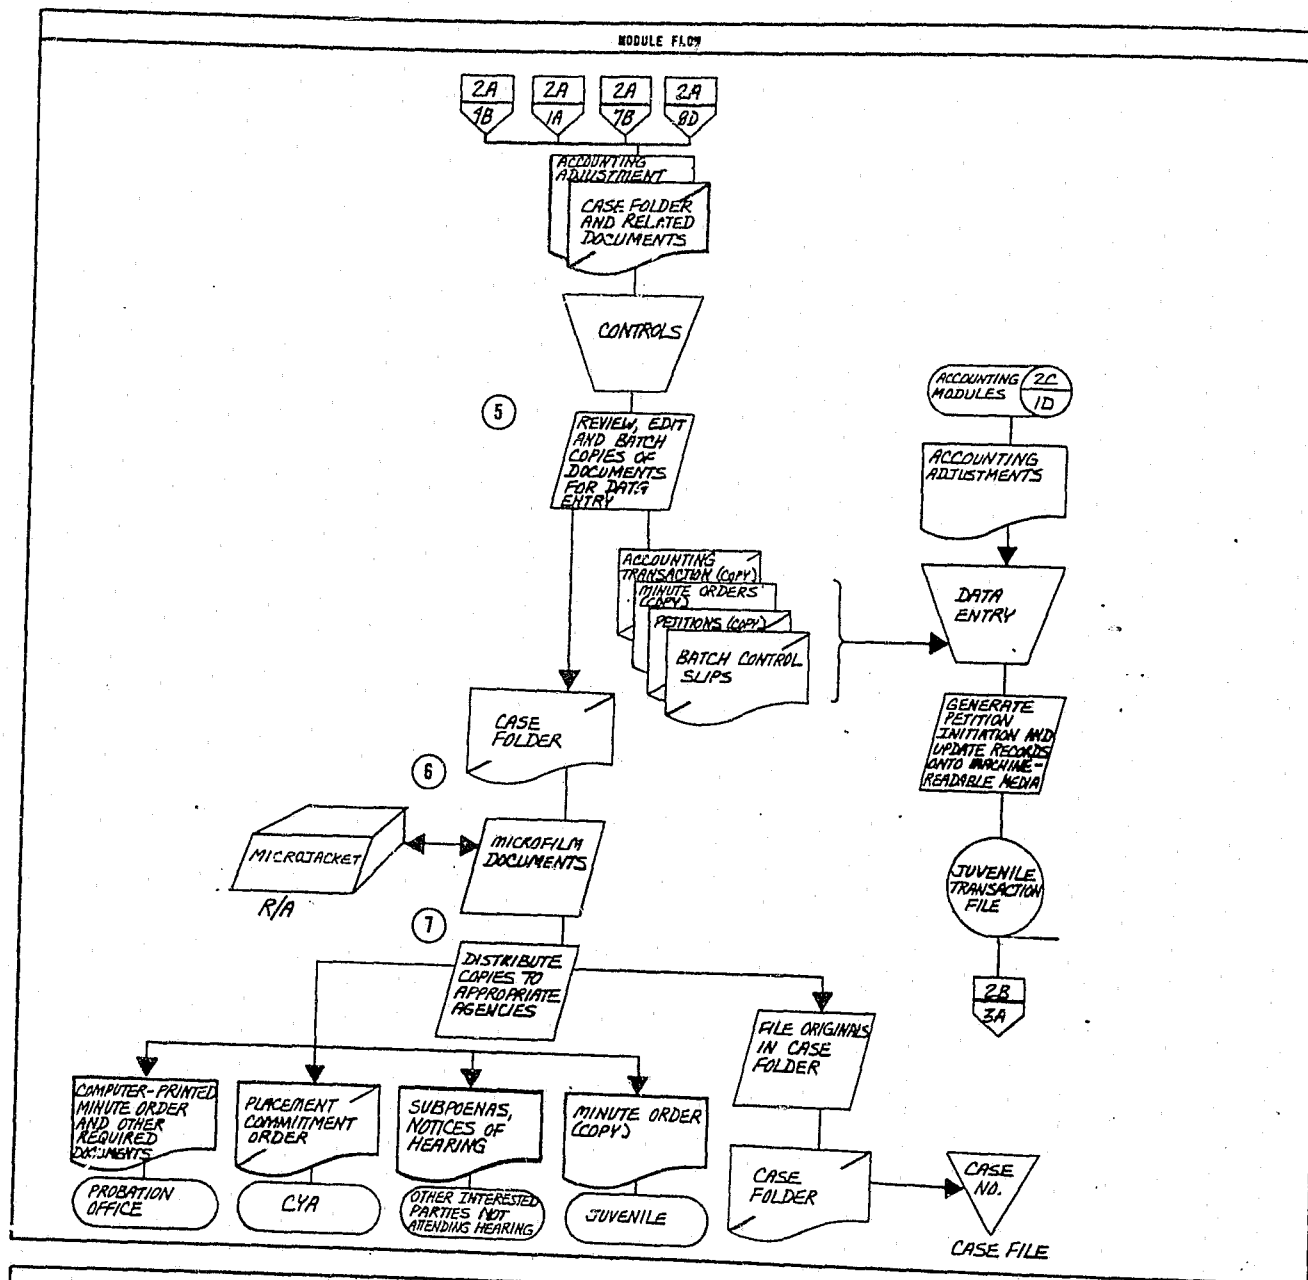 MODULE FLOW
2A
4B
2A
1A
2A
7B
2A
8D
ACCOUNTING
ADJUSTMENT
CASE FOLDER
AND RELATED
DOCUMENTS
CONTROLS
5
REVIEW, EDIT
AND BATCH
COPIES OF
DOCUMENTS
FOR DATA
ENTRY
ACCOUNTING
MODULES
2C
1D
ACCOUNTING
ADJUSTMENTS
ACCOUNTING
TRANSACTION (COPY)
MINUTE ORDERS
(COPY)
PETITIONS (COPY)
BATCH CONTROL
SLIPS
DATA
ENTRY
CASE
FOLDER
GENERATE
PETITION
INITIATION AND
UPDATE RECORDS
ONTO MACHINE-
READABLE MEDIA
6
MICROJACKET
R/A
MICROFILM
DOCUMENTS
JUVENILE
TRANSACTION
FILE
7
DISTRIBUTE
COPIES TO
APPROPRIATE
AGENCIES
2B
3A
FILE ORIGINALS
IN CASE
FOLDER
COMPUTER-PRINTED
MINUTE ORDER
AND OTHER
REQUIRED
DOCUMENTS
PLACEMENT
COMMITTMENT
ORDER
SUBPOENAS,
NOTICES OF
HEARING
MINUTE ORDER
(COPY)
CASE
FOLDER
CASE
NO.
CASE FILE
PROBATION
OFFICE
CYA
OTHER INTERESTED
PARTIES NOT
ATENDING HEARING
JUVENILE